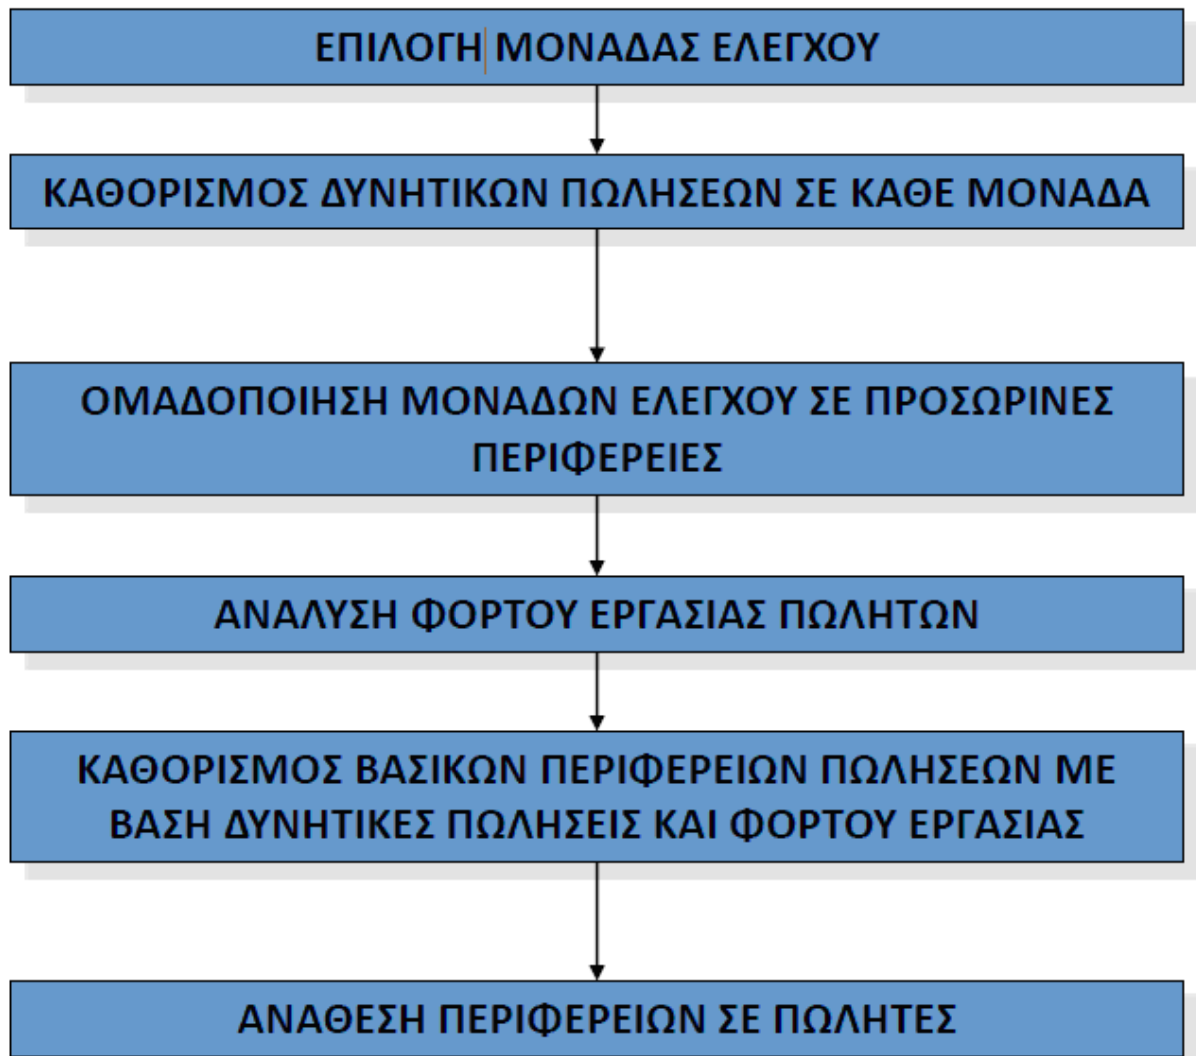 ΕΠΙΛΟΓΗ ΜΟΝΑΔΑΣ ΕΛΕΓΧΟΥ
ΚΑΘΟΡΙΣΜΟΣ ΔΥΝΗΤΙΚΩΝ ΠΩΛΗΣΕΩΝ ΣΕ ΚΑΘΕ ΜΟΝΑΔΑ
ΟΜΑΔΟΠΟΙΗΣΗ ΜΟΝΑΔΩΝ ΕΛΕΓΧΟΥ ΣΕ ΠΡΟΣΩΡΙΝΕΣ
ΠΕΡΙΦΕΡΕΙΕΣ
ΑΝΑΛΥΣΗ ΦΟΡΤΟΥ ΕΡΓΑΣΙΑΣ ΠΩΛΗΤΩΝ
ΚΑΘΟΡΙΣΜΟΣ ΒΑΣΙΚΩΝ ΠΕΡΙΦΕΡΕΙΩΝ ΠΩΛΗΣΕΩΝ ΜΕ
ΒΑΣΗ ΔΥΝΗΤΙΚΕΣ ΠΩΛΗΣΕΙΣ ΚΑΙ ΦΟΡΤΟΥ ΕΡΓΑΣΙΑΣ
ΑΝΑΘΕΣΗ ΠΕΡΙΦΕΡΕΙΩΝ ΣΕ ΠΩΛΗΤΕΣ